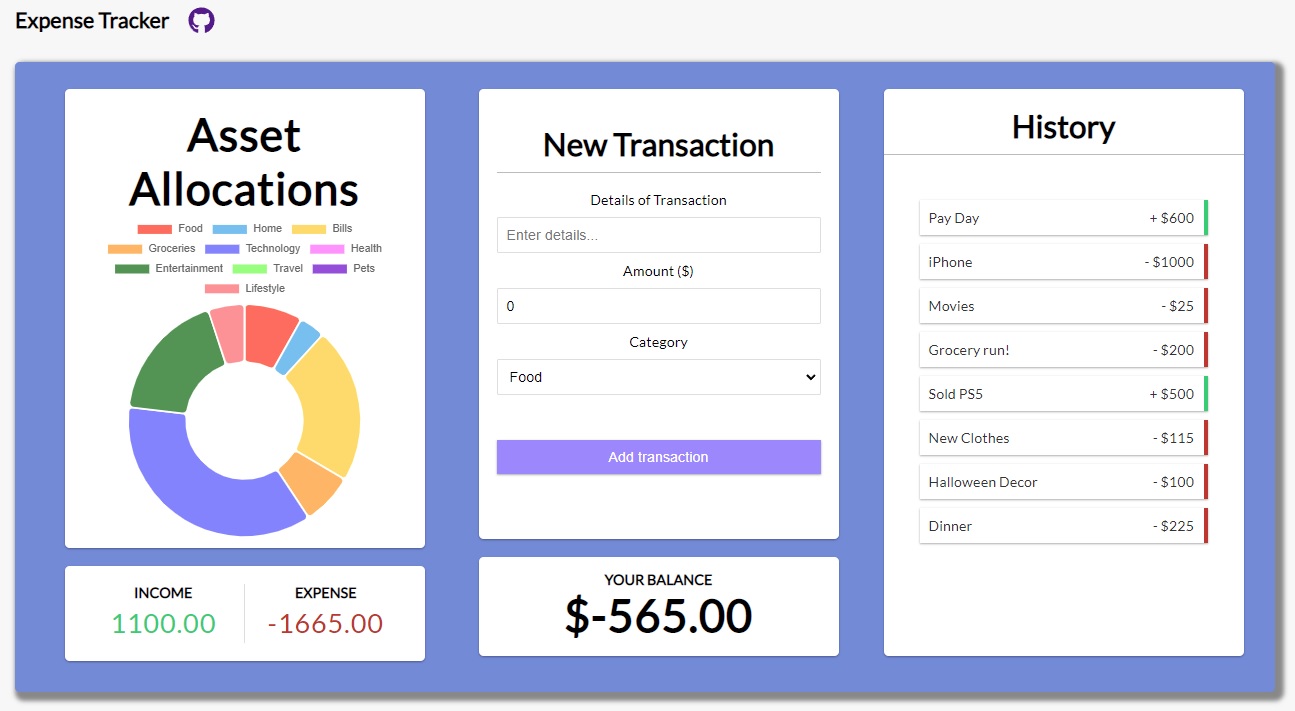 Expense Tracker
Asset
Allocations
Food Home Bills
Groceries Technology Health
Entertainment Travel Pets
Lifestyle
INCOME EXPENSE
1100.00 -1665.00
New Transaction
Details of Transaction
Enter details...
Amount ($)
0
Category
Food
Add transaction
YOUR BALANCE
$-565.00
History
Pay Day + $600
iPhone - $1000
Movies - $25
Grocery run! - $200
Sold PS5 + $500
New Clothes - $115
Halloween Decor - $100
Dinner - $225